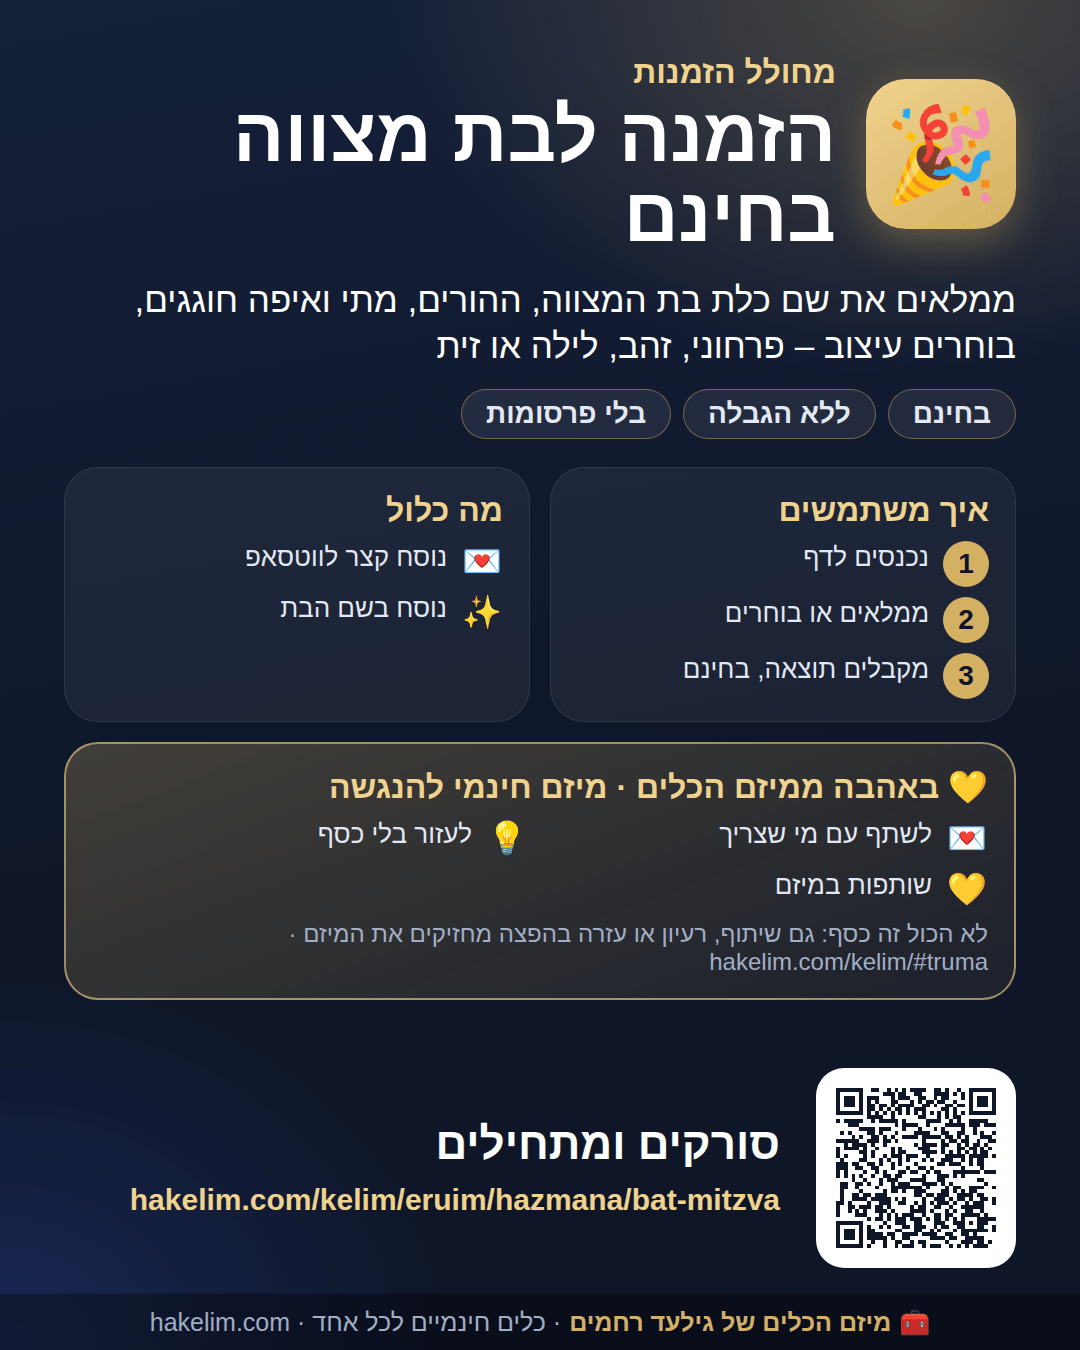 מחולל הזמנות
הזמנה לבת מצווה
בחינם
ממלאים את שם כלת בת המצווה, ההורים, מתי ואיפה חוגגים,
בוחרים עיצוב – פרחוני, זהב, לילה או זית
בחינם
ללא הגבלה
בלי פרסומות
איך משתמשים
1 נכנסים לדף
2 ממלאים או בוחרים
3 מקבלים תוצאה, בחינם
מה כלול
💌 נוסח קצר לווטסאפ
✨ נוסח בשם הבת
💛 באהבה ממיזם הכלים · מיזם חינמי להנגשה
💌 לשתף עם מי שצריך
💡 לעזור בלי כסף
💛 שותפות במיזם
לא הכול זה כסף: גם שיתוף, רעיון או עזרה בהפצה מחזיקים את המיזם ·
hakelim.com/kelim/#truma
סורקים ומתחילים
hakelim.com/kelim/eruim/hazmana/bat-mitzva
🧰 מיזם הכלים של גילעד רחמים · כלים חינמיים לכל אחד · hakelim.com